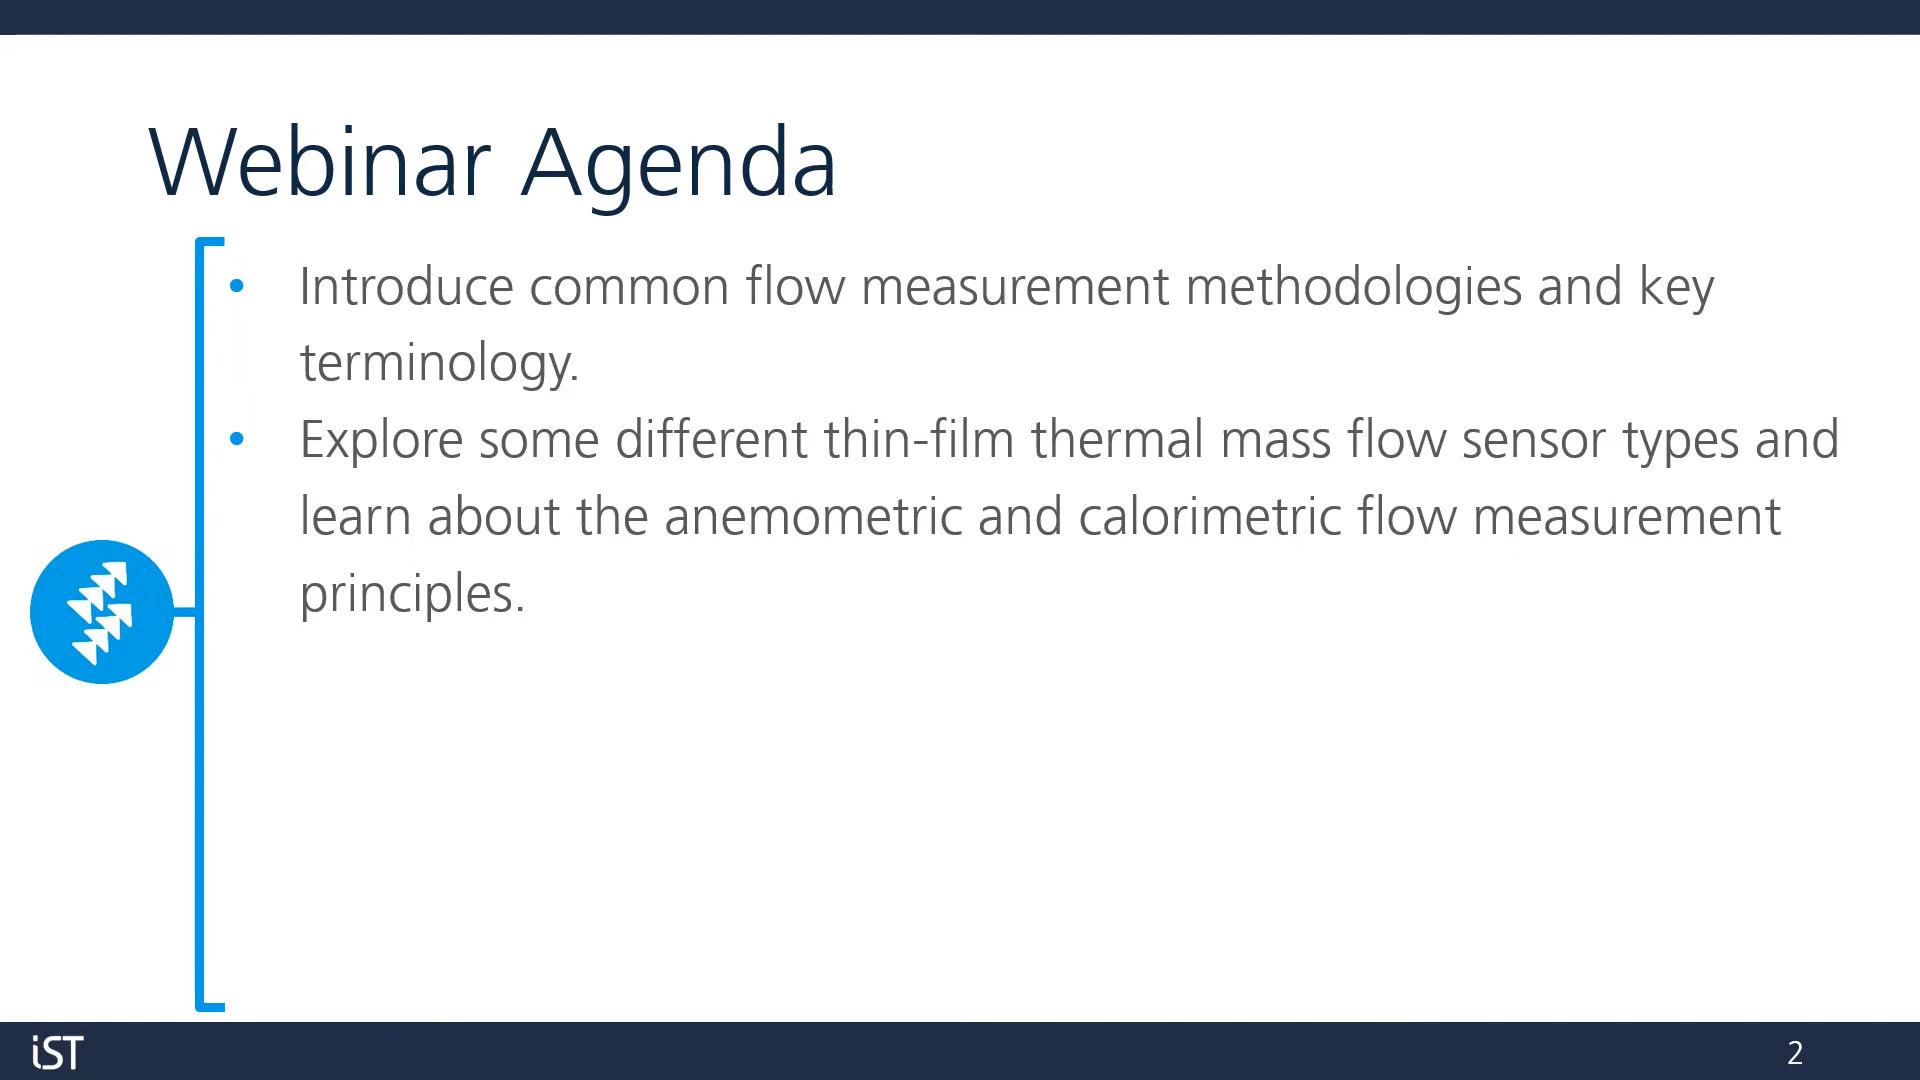 Webinar Agenda
• Introduce common flow measurement methodologies and key
terminology.
• Explore some different thin-film thermal mass flow sensor types and
learn about the anemometric and calorimetric flow measurement
principles.
iST
2